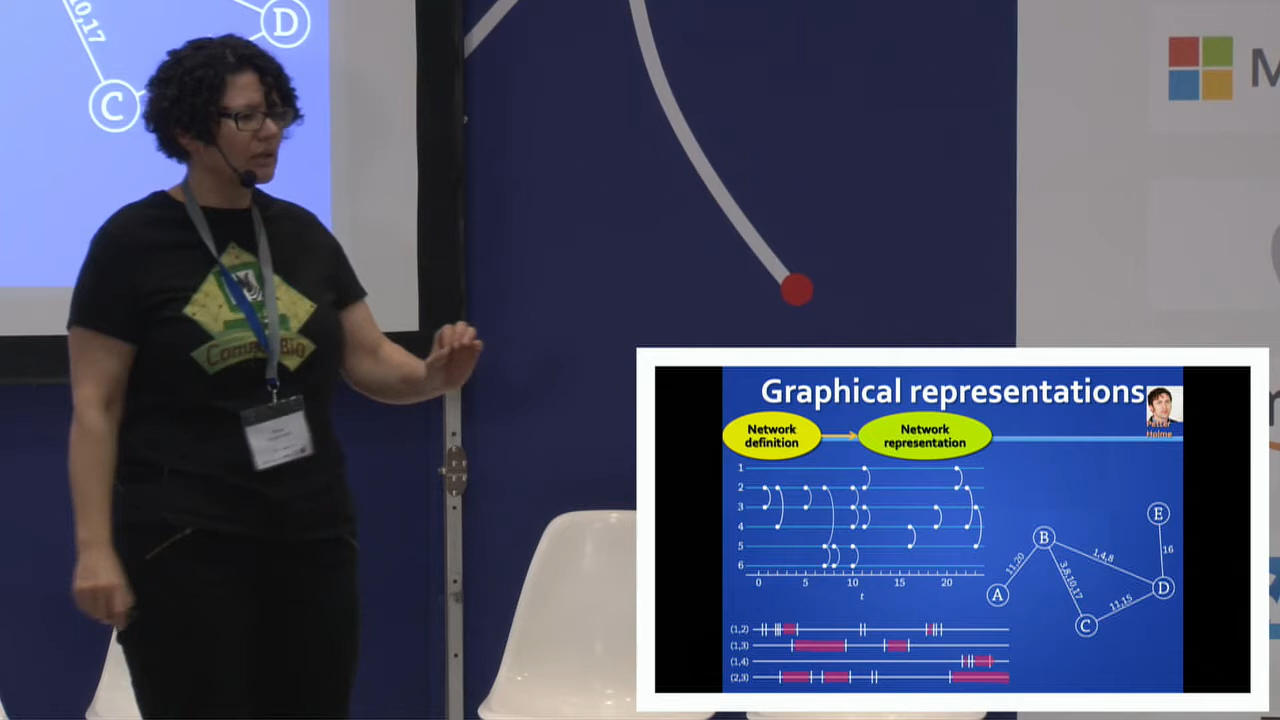 10,17
D
C
M
Comp Bio
Graphical representations
Petter
Holme
Network
definition
Network
representation
1
2
3
4
5
6
0 5 10 15 20
t
A
B
C
D
E
11,20
3,8,10,17
1,4,8
11,15
16
(1,2)
(1,3)
(1,4)
(2,3)